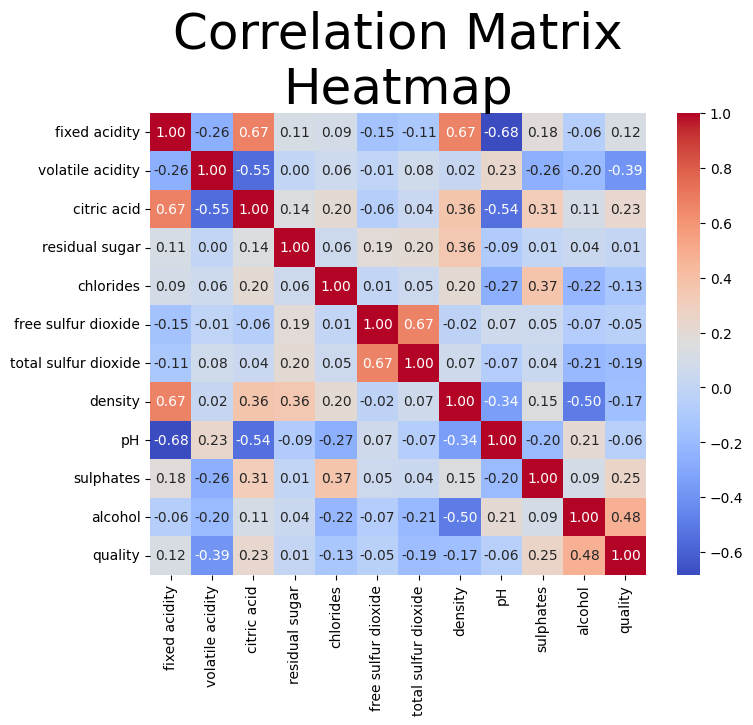 Correlation Matrix
Heatmap
fixed acidity 1.00 -0.26 0.67 0.11 0.09 -0.15 -0.11 0.67 -0.68 0.18 -0.06 0.12
volatile acidity -0.26 1.00 -0.55 0.00 0.06 -0.01 0.08 0.02 0.23 -0.26 -0.20 -0.39
citric acid 0.67 -0.55 1.00 0.14 0.20 -0.06 0.04 0.36 -0.54 0.31 0.11 0.23
residual sugar 0.11 0.00 0.14 1.00 0.06 0.19 0.20 0.36 -0.09 0.01 0.04 0.01
chlorides 0.09 0.06 0.20 0.06 1.00 0.01 0.05 0.20 -0.27 0.37 -0.22 -0.13
free sulfur dioxide -0.15 -0.01 -0.06 0.19 0.01 1.00 0.67 -0.02 0.07 0.05 -0.07 -0.05
total sulfur dioxide -0.11 0.08 0.04 0.20 0.05 0.67 1.00 0.07 -0.07 0.04 -0.21 -0.19
density 0.67 0.02 0.36 0.36 0.20 -0.02 0.07 1.00 -0.34 0.15 -0.50 -0.17
pH -0.68 0.23 -0.54 -0.09 -0.27 0.07 -0.07 -0.34 1.00 -0.20 0.21 -0.06
sulphates 0.18 -0.26 0.31 0.01 0.37 0.05 0.04 0.15 -0.20 1.00 0.09 0.25
alcohol -0.06 -0.20 0.11 0.04 -0.22 -0.07 -0.21 -0.50 0.21 0.09 1.00 0.48
quality 0.12 -0.39 0.23 0.01 -0.13 -0.05 -0.19 -0.17 -0.06 0.25 0.48 1.00
fixed acidity
volatile acidity
citric acid
residual sugar
chlorides
free sulfur dioxide
total sulfur dioxide
density
pH
sulphates
alcohol
quality
1.0
0.8
0.6
0.4
0.2
0.0
−0.2
−0.4
−0.6